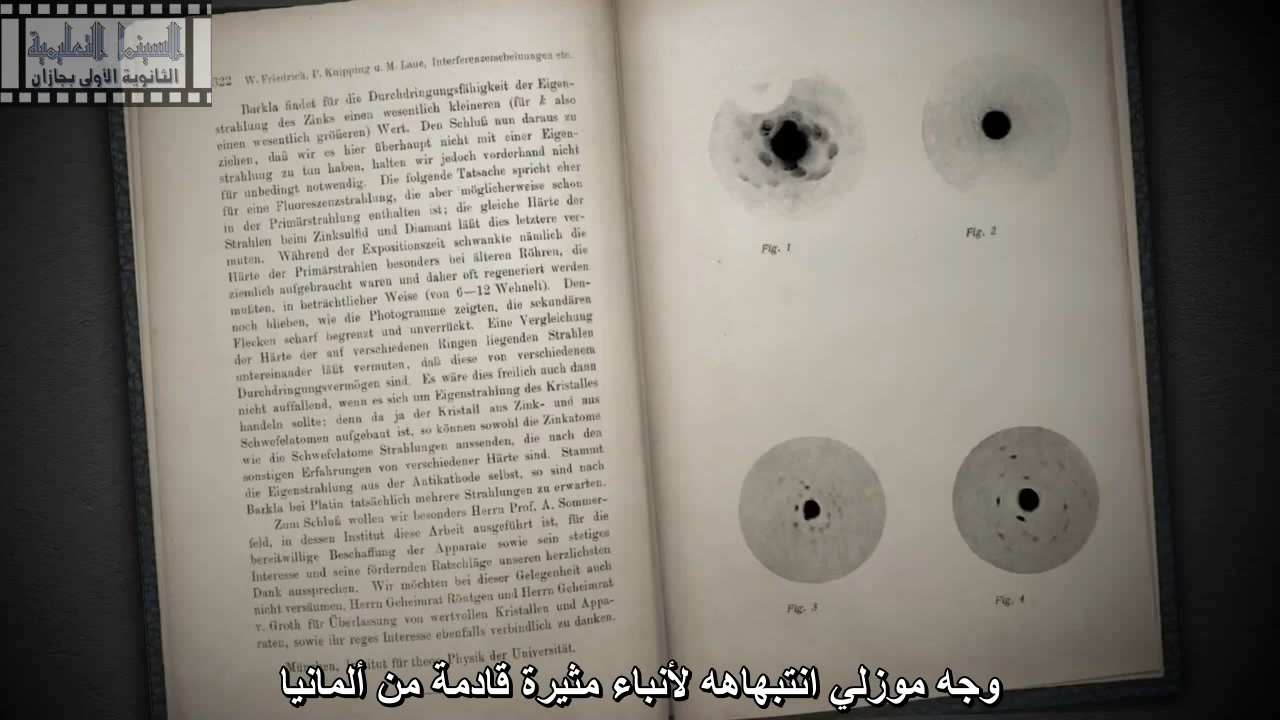 السينما التعليمية
الثانوية الأولى بجازان
322 W. Friedrich, P. Knipping u. M. Laue, Interferenzerscheinungen etc.
Barkla findet für die Durchdringungsfähigkeit der Eigen-
strahlung des Zinks einen wesentlich kleineren (für k also
einen wesentlich größeren) Wert. Den Schluß nun daraus zu
ziehen, daß wir es hier überhaupt nicht mit einer Eigen-
strahlung zu tun haben, halten wir jedoch vorderhand nicht
für unbedingt notwendig. Die folgende Tatsache spricht eher
für eine Fluoreszenzstrahlung, die aber möglicherweise schon
in der Primärstrahlung enthalten ist; die gleiche Härte der
Strahlen beim Zinksulfid und Diamant läßt dies letztere ver-
muten. Während der Expositionszeit schwankte nämlich die
Härte der Primärstrahlen besonders bei älteren Röhren, die
ziemlich aufgebraucht waren und daher oft regeneriert werden
mußten, in beträchtlicher Weise (von 6—12 Wehnelt). Den-
noch blieben, wie die Photogramme zeigten, die sekundären
Flecken scharf begrenzt und unverrückt. Eine Vergleichung
der Härte der auf verschiedenen Ringen liegenden Strahlen
untereinander läßt vermuten, daß diese von verschiedenem
Durchdringungsvermögen sind. Es wäre dies freilich auch dann
nicht auffallend, wenn es sich um Eigenstrahlung des Kristalles
handeln sollte; denn da ja der Kristall aus Zink- und aus
Schwefelatomen aufgebaut ist, so können sowohl die Zinkatome
wie die Schwefelatome Strahlungen aussenden, die nach den
sonstigen Erfahrungen von verschiedener Härte sind. Stammt
die Eigenstrahlung aus der Antikathode selbst, so sind nach
Barkla bei Platin tatsächlich mehrere Strahlungen zu erwarten.
Zum Schluß wollen wir besonders Herrn Prof. A. Sommer-
feld, in dessen Institut diese Arbeit ausgeführt ist, für die
bereitwillige Beschaffung der Apparate sowie sein stetiges
Interesse und seine fördernden Ratschläge unseren herzlichsten
Dank aussprechen. Wir möchten bei dieser Gelegenheit auch
nicht versäumen, Herrn Geheimrat Röntgen und Herrn Geheimrat
v. Groth für Überlassung von wertvollen Kristallen und Appa-
raten, sowie ihr reges Interesse ebenfalls verbindlich zu danken.
München, Institut für theor. Physik der Universität.
Fig. 1
Fig. 2
Fig. 3
Fig. 4
وجه موزلي انتبهاهه لأنباء مثيرة قادمة من ألمانيا